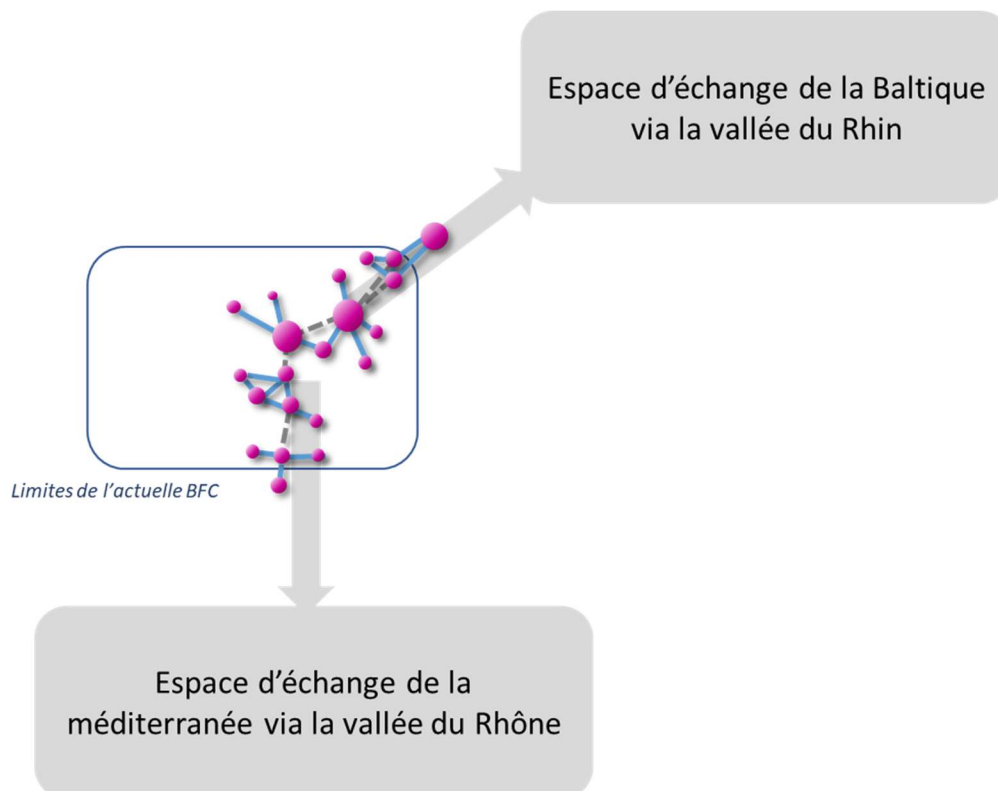 Espace d'échange de la Baltique
via la vallée du Rhin
Limites de l'actuelle BFC
Espace d'échange de la
méditerranée via la vallée du Rhône